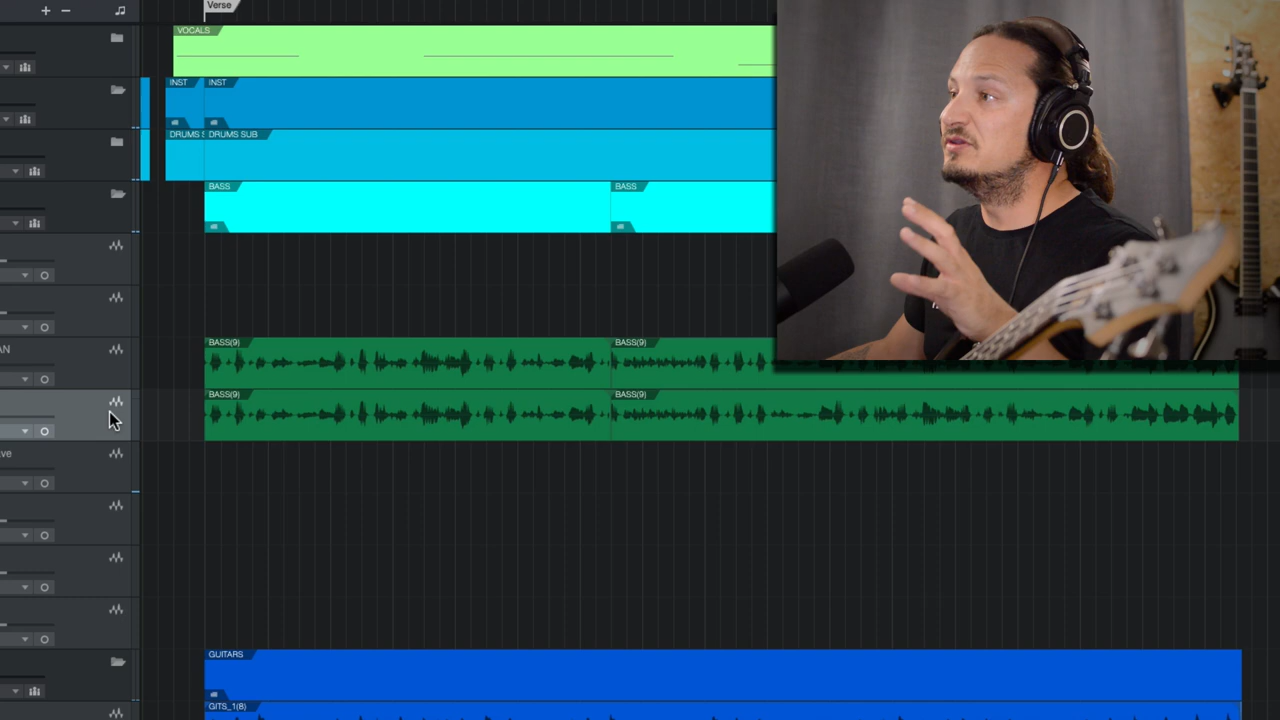 Verse
VOCALS
INST INST
DRUMS S DRUMS SUB
BASS BASS
AN BASS(9) BASS(9)
BASS(9) BASS(9)
ve
GUITARS
GITS_1(8)